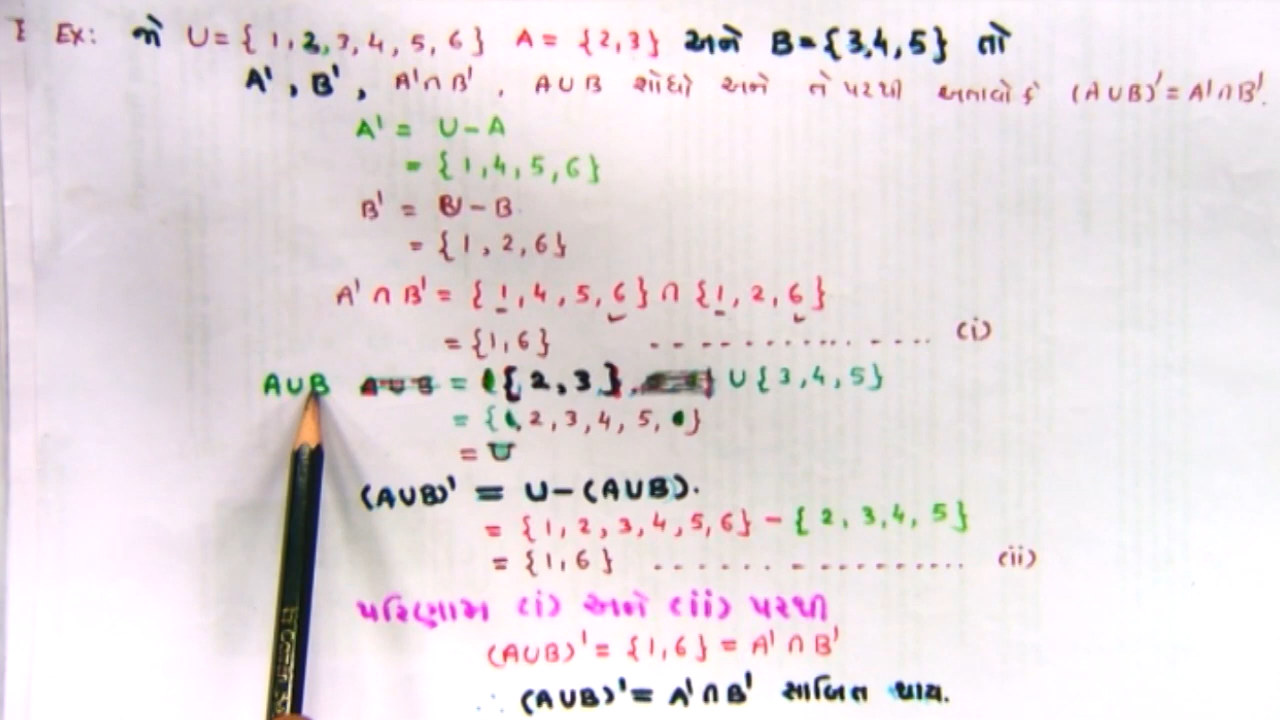 Ex: જો U = { 1, 2, 3, 4, 5, 6 } A = {2,3} અને B = {3,4,5} તો
A' , B' , A'∩B' , A∪B શોધો અને તે પરથી બતાવો કે (A∪B)' = A'∩B'.
A' = U - A
= { 1, 4, 5, 6 }
B' = U - B
= { 1, 2, 6 }
A' ∩ B' = { 1, 4, 5, 6 } ∩ { 1, 2, 6 }
= {1, 6} .................. (i)
A∪B = { 2, 3 } ∪ { 3, 4, 5 }
= { 2, 3, 4, 5, }
= U
(A∪B)' = U - (A∪B).
= { 1, 2, 3, 4, 5, 6 } - { 2, 3, 4, 5 }
= { 1, 6 } .................. (ii)
પરિણામ (i) અને (ii) પરથી
(A∪B)' = {1, 6} = A' ∩ B'
∴ (A∪B)' = A' ∩ B' સાબિત થાય.